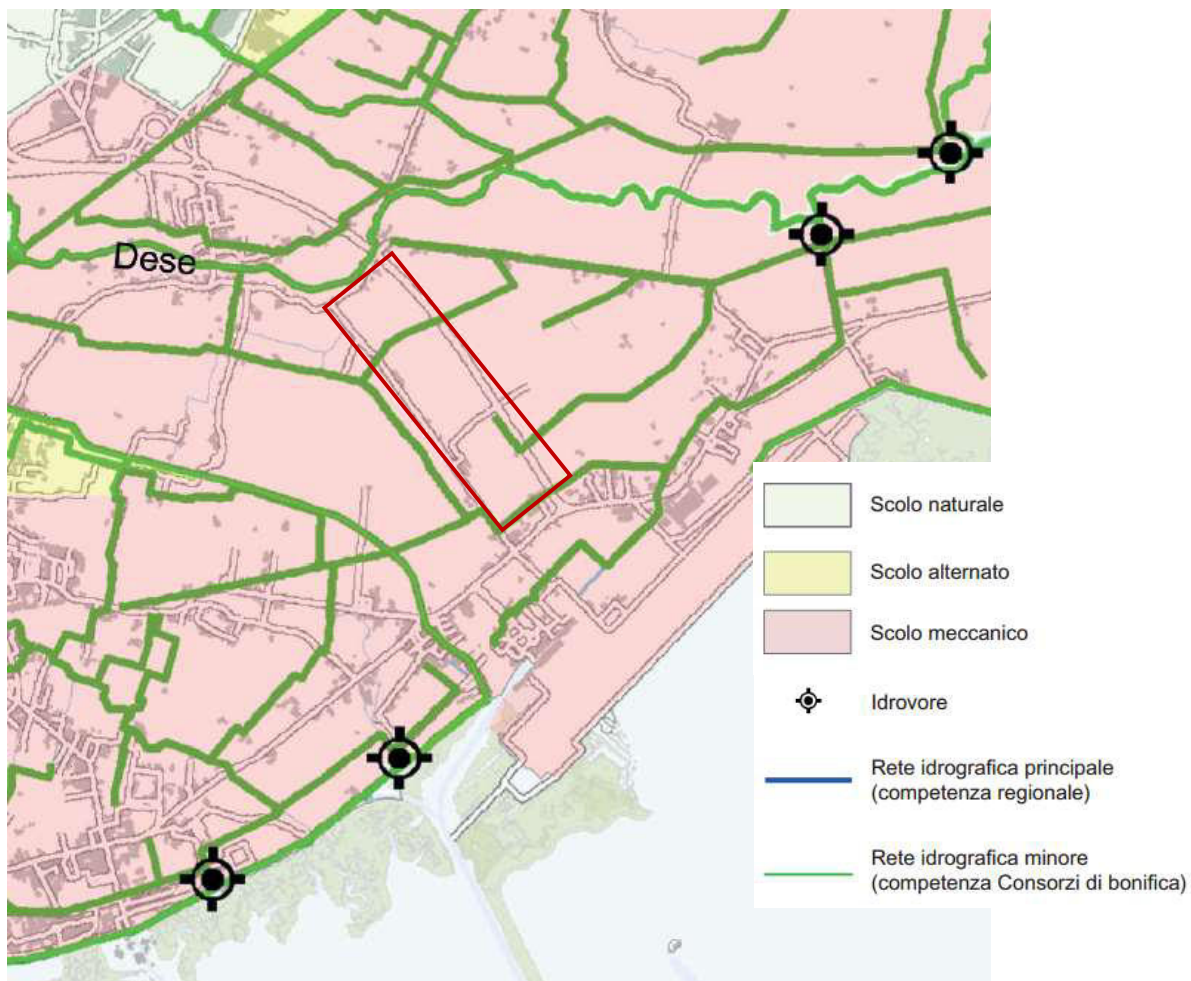 Dese
Scolo naturale
Scolo alternato
Scolo meccanico
Idrovore
Rete idrografica principale
(competenza regionale)
Rete idrografica minore
(competenza Consorzi di bonifica)